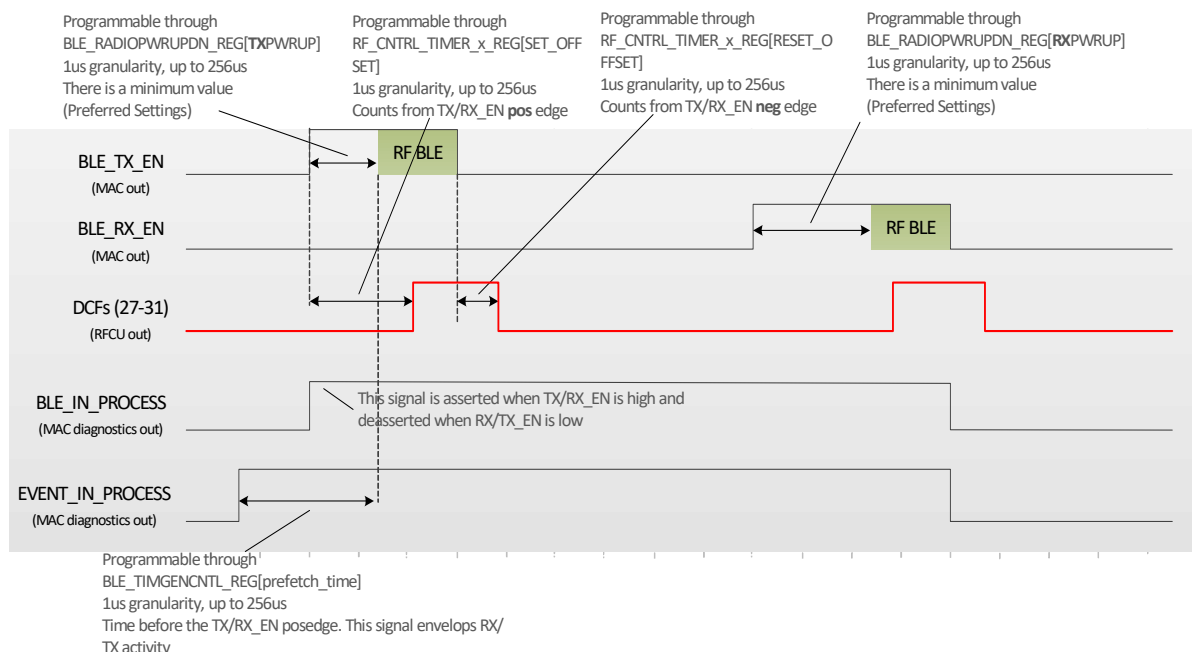 Programmable through
BLE_RADIOPWRUPDN_REG[TXPWRUP]
1us granularity, up to 256us
There is a minimum value
(Preferred Settings)
Programmable through
RF_CNTRL_TIMER_x_REG[SET_OFF
SET]
1us granularity, up to 256us
Counts from TX/RX_EN pos edge
Programmable through
RF_CNTRL_TIMER_x_REG[RESET_O
FFSET]
1us granularity, up to 256us
Counts from TX/RX_EN neg edge
Programmable through
BLE_RADIOPWRUPDN_REG[RXPWRUP]
1us granularity, up to 256us
There is a minimum value
(Preferred Settings)
BLE_TX_EN
(MAC out)
RF BLE
BLE_RX_EN
(MAC out)
RF BLE
DCFs (27-31)
(RFCU out)
BLE_IN_PROCESS
(MAC diagnostics out)
This signal is asserted when TX/RX_EN is high and
deasserted when RX/TX_EN is low
EVENT_IN_PROCESS
(MAC diagnostics out)
Programmable through
BLE_TIMGENCNTL_REG[prefetch_time]
1us granularity, up to 256us
Time before the TX/RX_EN posedge. This signal envelops RX/
TX activity